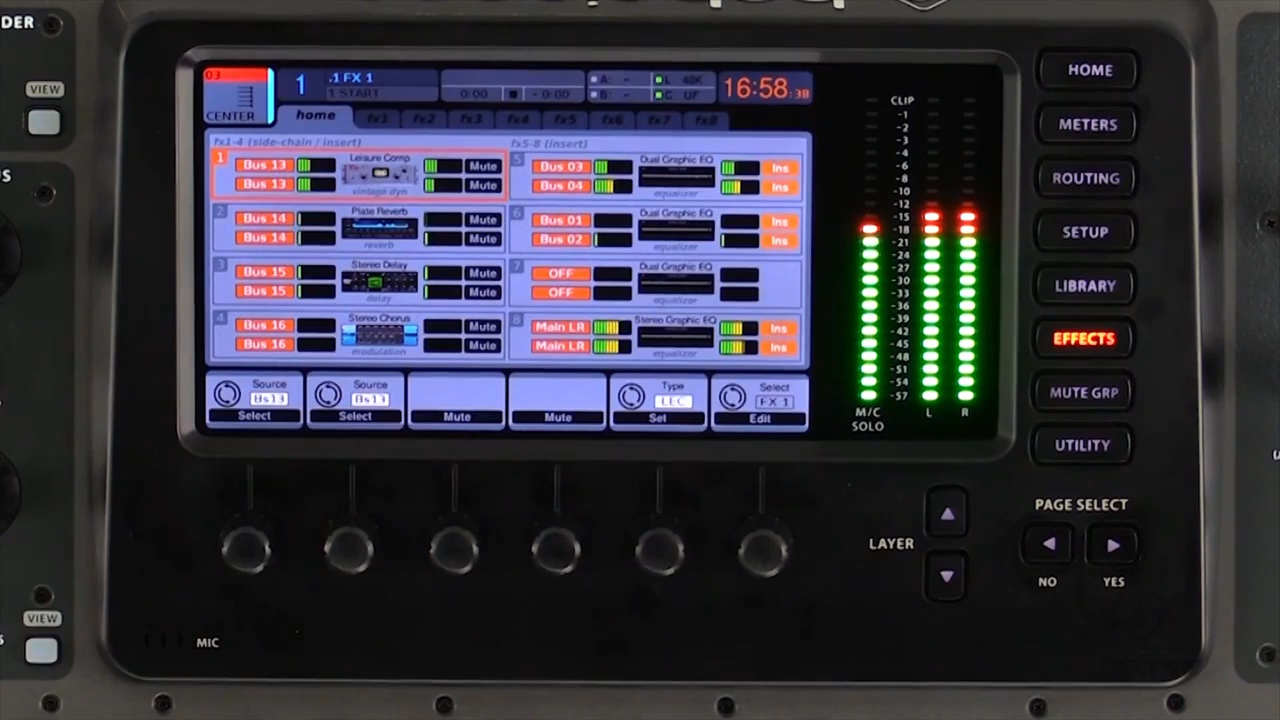 DER
VIEW
03
CENTER
1
.1 FX 1
1 START
0:00
- 0:00
A: -
B: -
L 48K
C UF
16:58:38
home fx1 fx2 fx3 fx4 fx5 fx6 fx7 fx8
fx1-4 (side-chain / insert)
fx5-8 (insert)
1 Bus 13 Leisure Comp Mute
Bus 13 vintage dyn Mute
5 Bus 03 Dual Graphic EQ Ins
Bus 04 equalizer Ins
2 Bus 14 Plate Reverb Mute
Bus 14 reverb Mute
6 Bus 01 Dual Graphic EQ Ins
Bus 02 equalizer Ins
3 Bus 15 Stereo Delay Mute
Bus 15 delay Mute
7 OFF Dual Graphic EQ
OFF equalizer
4 Bus 16 Stereo Chorus Mute
Bus 16 modulation Mute
8 Main LR Stereo Graphic EQ Ins
Main LR equalizer Ins
Source
Bs13
Select
Source
Bs13
Select
Mute
Mute
Type
LEC
Set
Select
FX 1
Edit
CLIP
-1
-2
-3
-4
-6
-8
-10
-12
-15
-18
-21
-24
-27
-30
-33
-36
-39
-42
-45
-48
-51
-54
-57
M/C
SOLO
L
R
HOME
METERS
ROUTING
SETUP
LIBRARY
EFFECTS
MUTE GRP
UTILITY
LAYER
PAGE SELECT
NO
YES
VIEW
MIC